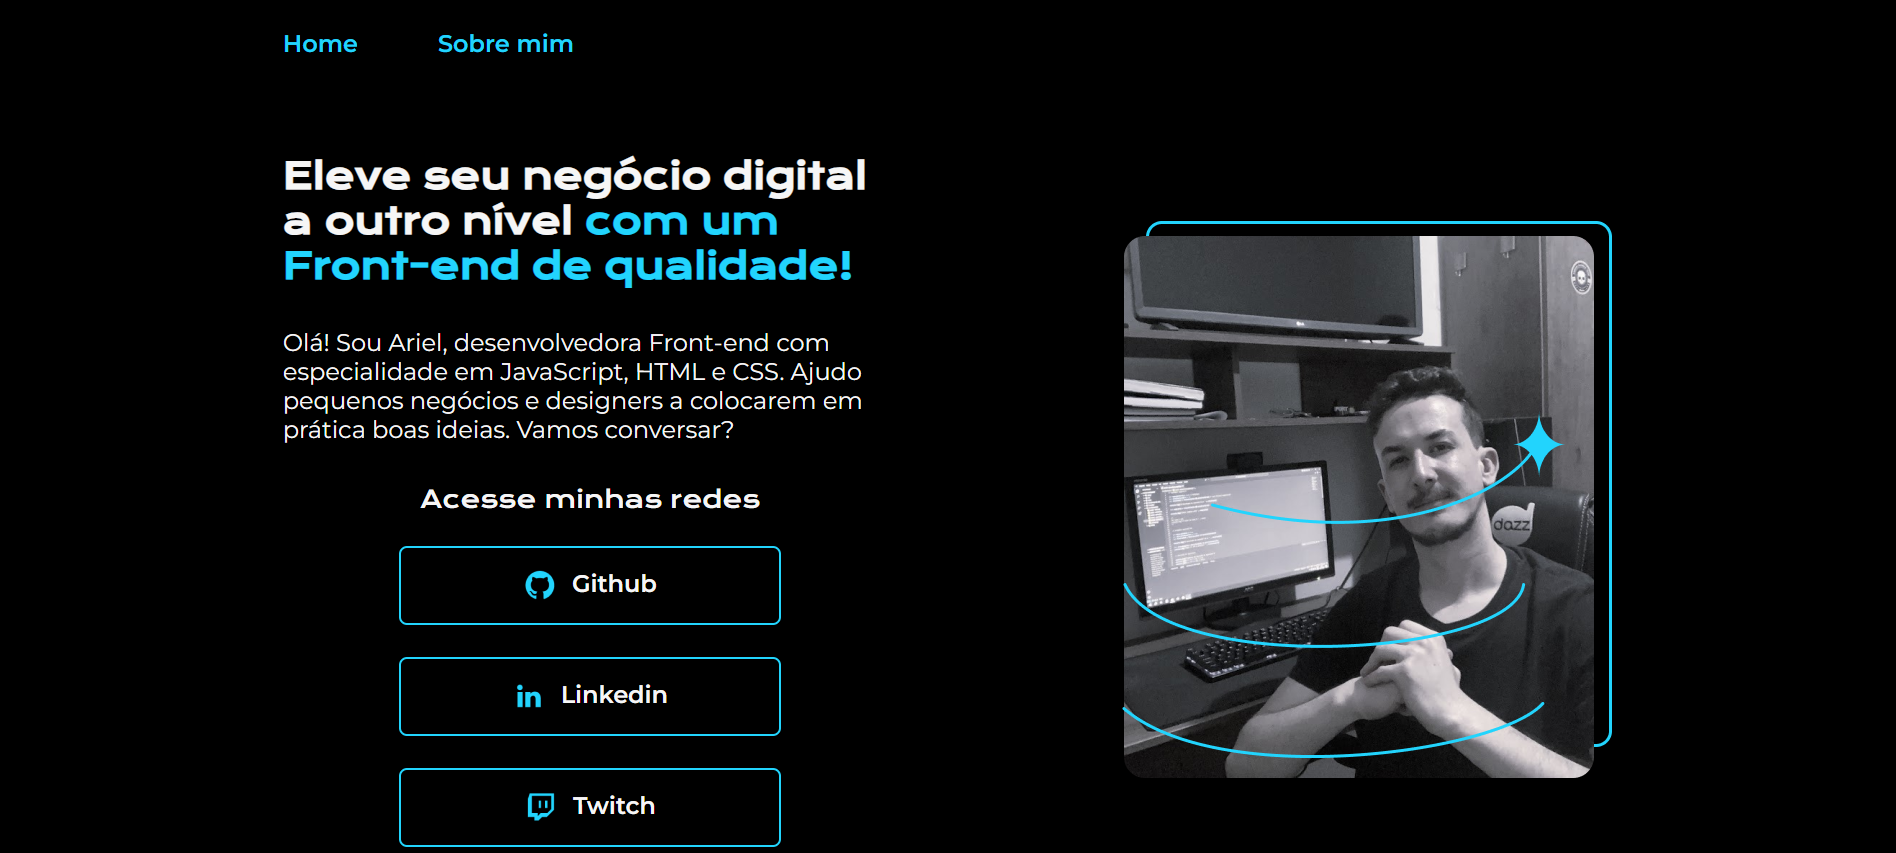 Home Sobre mim
Eleve seu negócio digital
a outro nível com um
Front-end de qualidade!
Olá! Sou Ariel, desenvolvedora Front-end com
especialidade em JavaScript, HTML e CSS. Ajudo
pequenos negócios e designers a colocarem em
prática boas ideias. Vamos conversar?
Acesse minhas redes
Github
Linkedin
Twitch
dazz